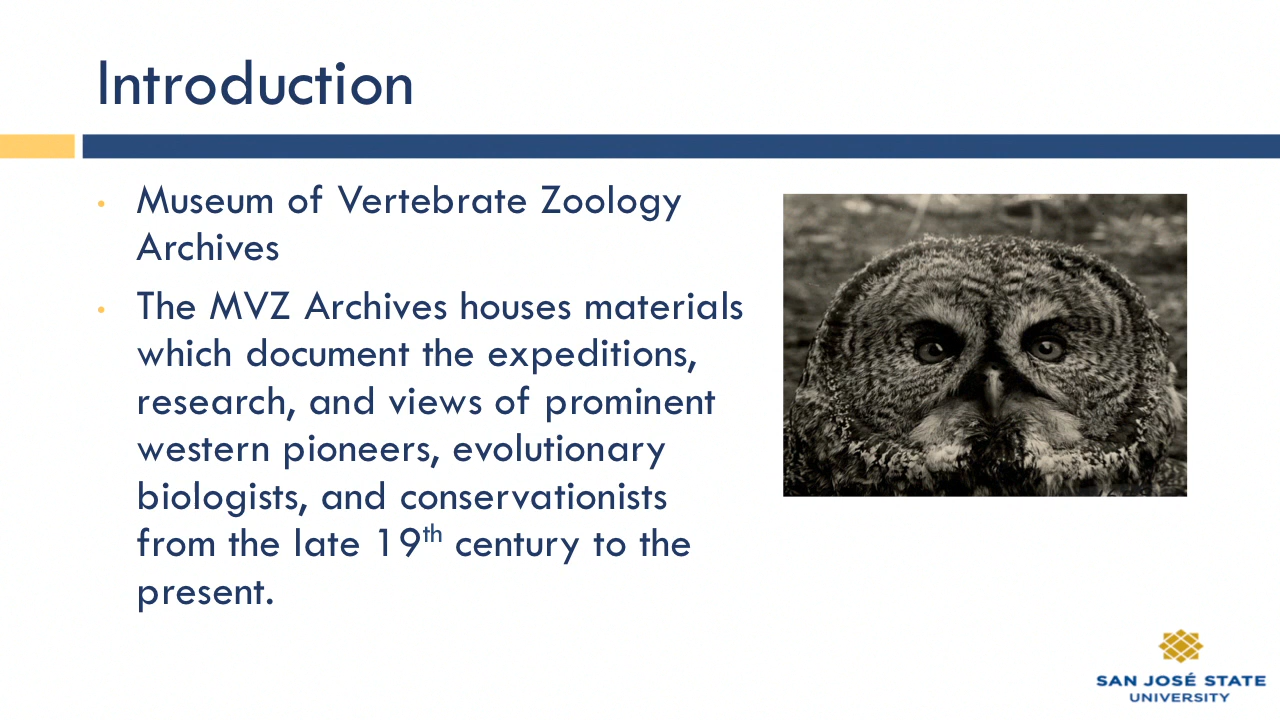 Introduction
• Museum of Vertebrate Zoology
Archives
• The MVZ Archives houses materials
which document the expeditions,
research, and views of prominent
western pioneers, evolutionary
biologists, and conservationists
from the late 19th century to the
present.
SAN JOSÉ STATE
UNIVERSITY